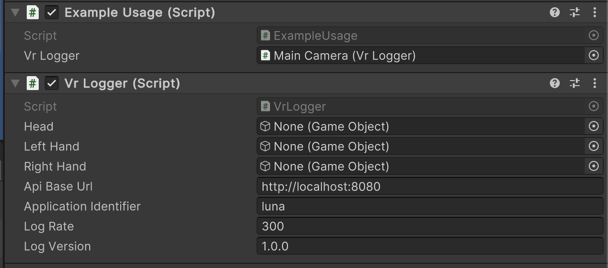 Example Usage (Script)
Script ExampleUsage
Vr Logger Main Camera (Vr Logger)
Vr Logger (Script)
Script VrLogger
Head None (Game Object)
Left Hand None (Game Object)
Right Hand None (Game Object)
Api Base Url http://localhost:8080
Application Identifier luna
Log Rate 300
Log Version 1.0.0